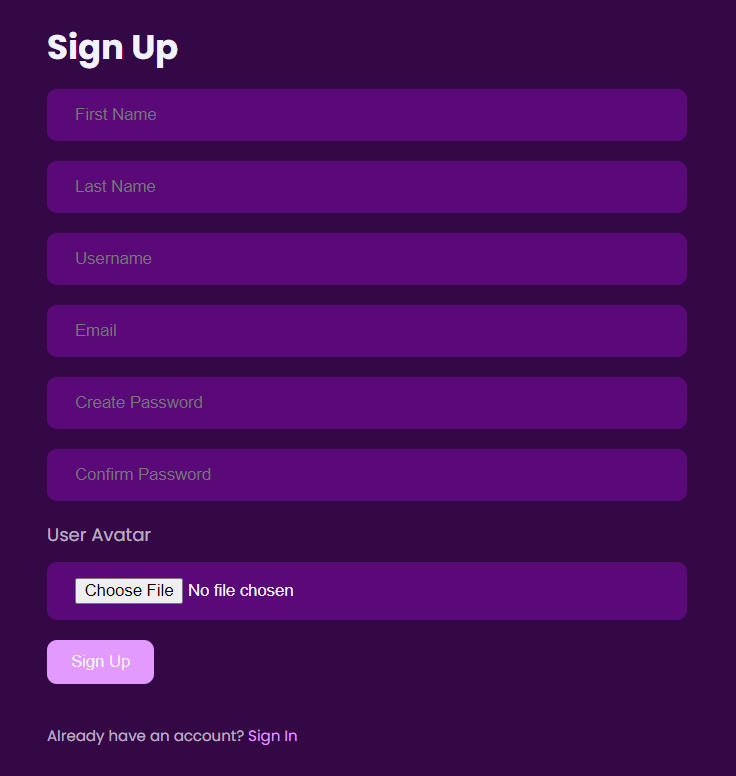 Sign Up
First Name
Last Name
Username
Email
Create Password
Confirm Password
User Avatar
Choose File No file chosen
Sign Up
Already have an account? Sign In